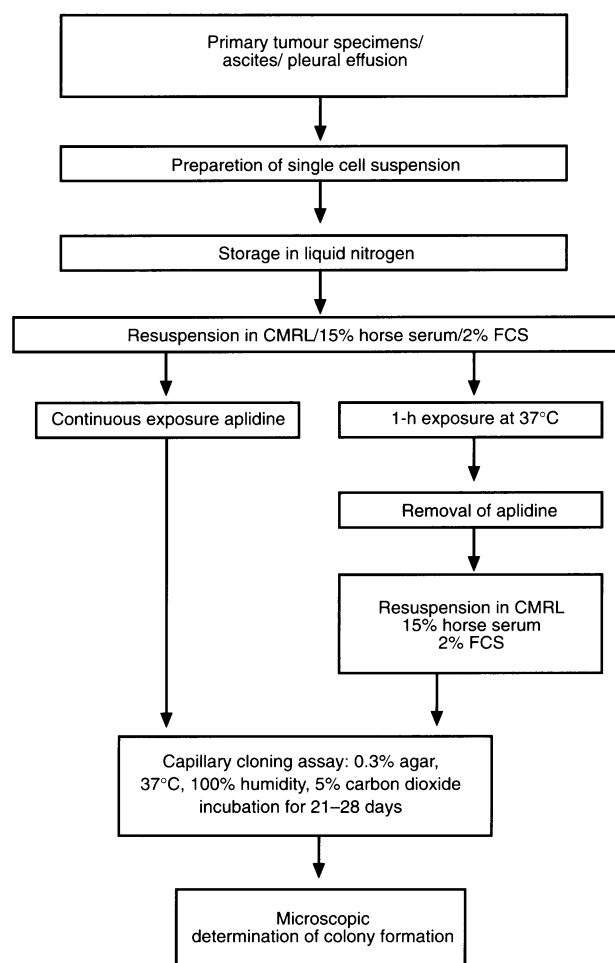 Primary tumour specimens/
ascites/ pleural effusion
Preparetion of single cell suspension
Storage in liquid nitrogen
Resuspension in CMRL/15% horse serum/2% FCS
Continuous exposure aplidine
1-h exposure at 37°C
Removal of aplidine
Resuspension in CMRL
15% horse serum
2% FCS
Capillary cloning assay: 0.3% agar,
37°C, 100% humidity, 5% carbon dioxide
incubation for 21–28 days
Microscopic
determination of colony formation